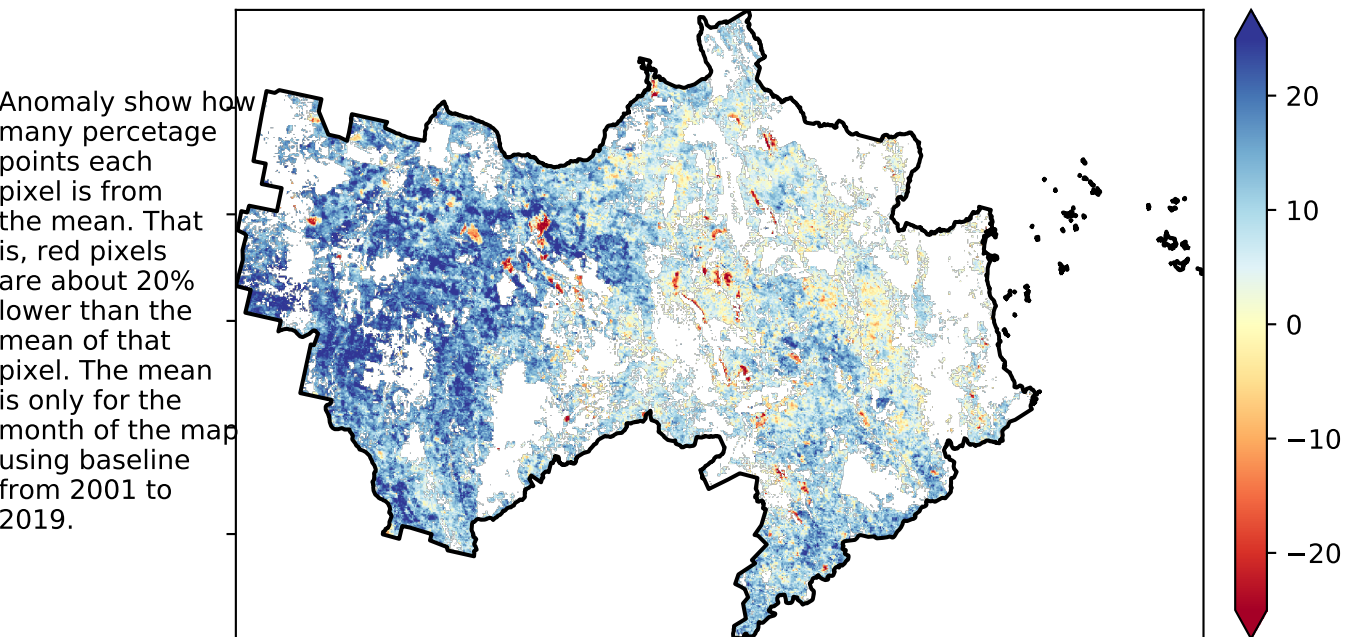 Anomaly show how
many percetage
points each
pixel is from
the mean. That
is, red pixels
are about 20%
lower than the
mean of that
pixel. The mean
is only for the
month of the map
using baseline
from 2001 to
2019.
20
10
0
−10
−20